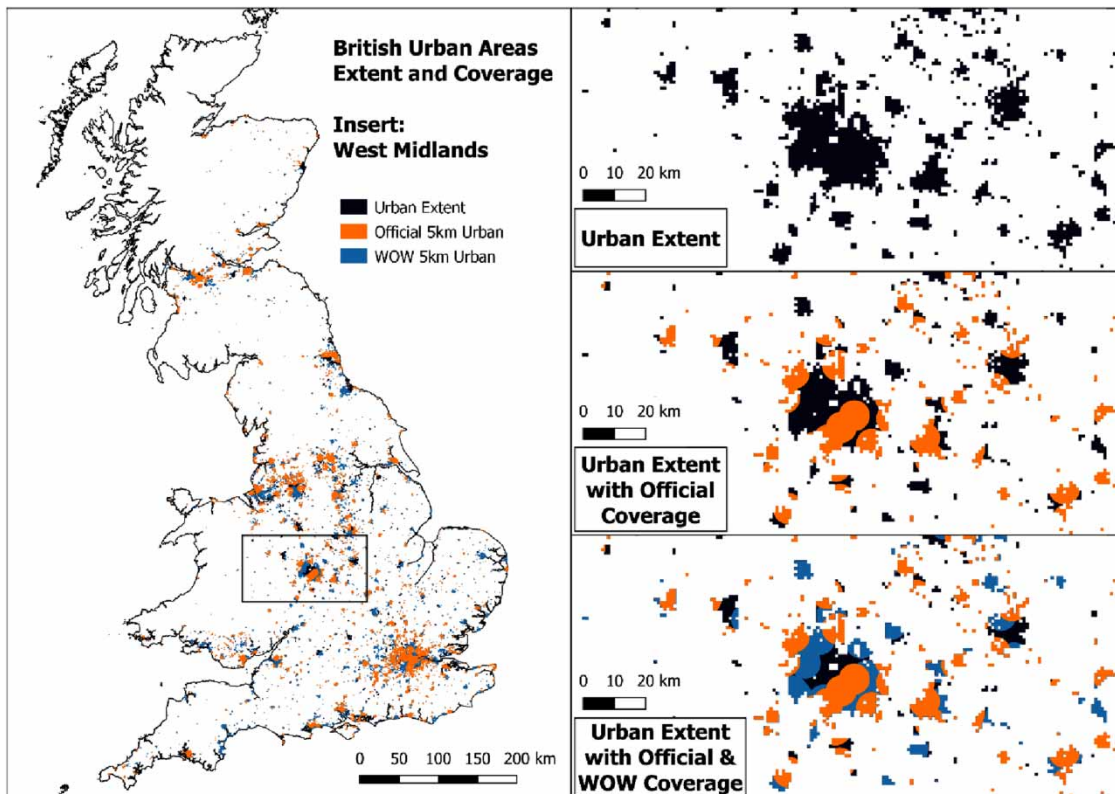 British Urban Areas
Extent and Coverage
Insert:
West Midlands
Urban Extent
Official 5km Urban
WOW 5km Urban
0 50 100 150 200 km
0 10 20 km
Urban Extent
0 10 20 km
Urban Extent
with Official
Coverage
0 10 20 km
Urban Extent
with Official &
WOW Coverage